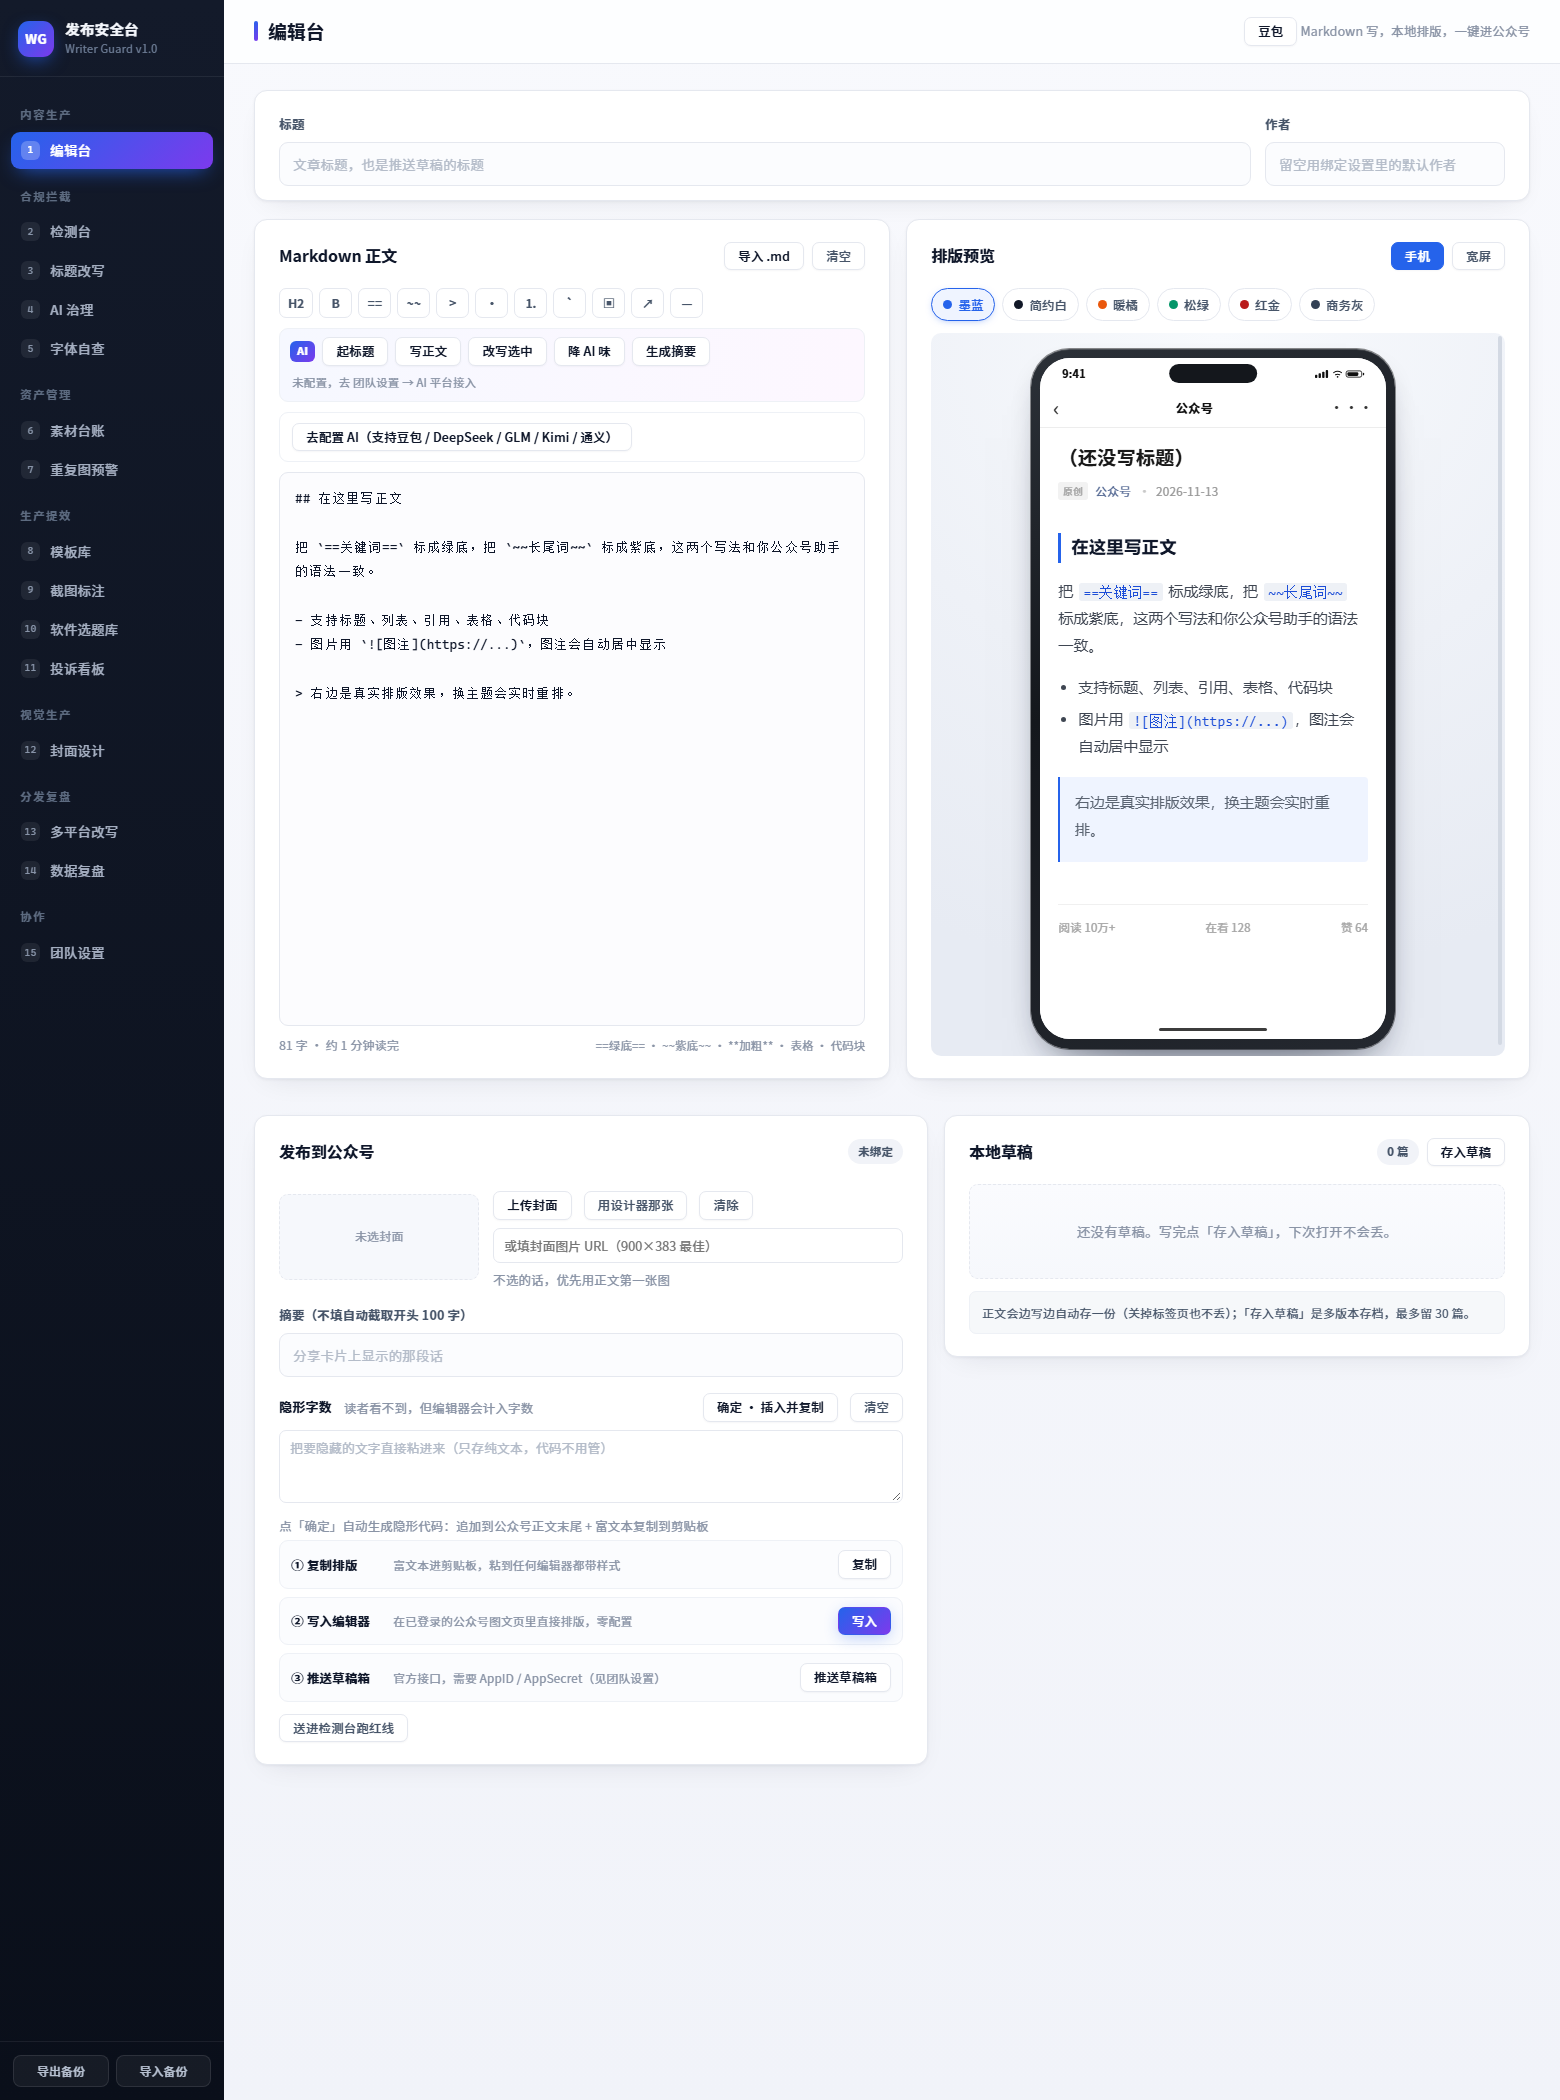 WG
发布安全台
Writer Guard v1.0
内容生产
1 编辑台
合规拦截
2 检测台
3 标题改写
4 AI 治理
5 字体自查
资产管理
6 素材台账
7 重复图预警
生产提效
8 模板库
9 截图标注
10 软件选题库
11 投诉看板
视觉生产
12 封面设计
分发复盘
13 多平台改写
14 数据复盘
协作
15 团队设置
导出备份 导入备份
编辑台
豆包 Markdown 写，本地排版，一键进公众号
标题
文章标题，也是推送草稿的标题
作者
留空用绑定设置里的默认作者
Markdown 正文
导入 .md 清空
H2 B == ~~ > · 1. ` ▣ ↗ —
AI 起标题 写正文 改写选中 降 AI 味 生成摘要
未配置，去 团队设置 → AI 平台接入
去配置 AI（支持豆包 / DeepSeek / GLM / Kimi / 通义）
## 在这里写正文
把 `==关键词==` 标成绿底，把 `~~长尾词~~` 标成紫底，这两个写法和你公众号助手
的语法一致。
- 支持标题、列表、引用、表格、代码块
- 图片用 `![图注](https://...)`，图注会自动居中显示
> 右边是真实排版效果，换主题会实时重排。
81 字 · 约 1 分钟读完
==绿底== · ~~紫底~~ · **加粗** · 表格 · 代码块
排版预览
手机 宽屏
墨蓝 简约白 暖橘 松绿 红金 商务灰
9:41
‹ 公众号 · · ·
（还没写标题）
原创 公众号 · 2026-11-13
在这里写正文
把 ==关键词== 标成绿底，把 ~~长尾词~~
标成紫底，这两个写法和你公众号助手的语法
一致。
• 支持标题、列表、引用、表格、代码块
• 图片用 ![图注](https://...)，图注会
自动居中显示
右边是真实排版效果，换主题会实时重
排。
阅读 10万+ 在看 128 赞 64
发布到公众号
未绑定
未选封面
上传封面 用设计器那张 清除
或填封面图片 URL（900×383 最佳）
不选的话，优先用正文第一张图
摘要（不填自动截取开头 100 字）
分享卡片上显示的那段话
隐形字数 读者看不到，但编辑器会计入字数
确定 · 插入并复制 清空
把要隐藏的文字直接粘进来（只存纯文本，代码不用管）
点「确定」自动生成隐形代码：追加到公众号正文末尾 + 富文本复制到剪贴板
① 复制排版 富文本进剪贴板，粘到任何编辑器都带样式 复制
② 写入编辑器 在已登录的公众号图文页里直接排版，零配置 写入
③ 推送草稿箱 官方接口，需要 AppID / AppSecret（见团队设置） 推送草稿箱
送进检测台跑红线
本地草稿
0 篇 存入草稿
还没有草稿。写完点「存入草稿」，下次打开不会丢。
正文会边写边自动存一份（关掉标签页也不丢）；「存入草稿」是多版本存档，最多留 30 篇。